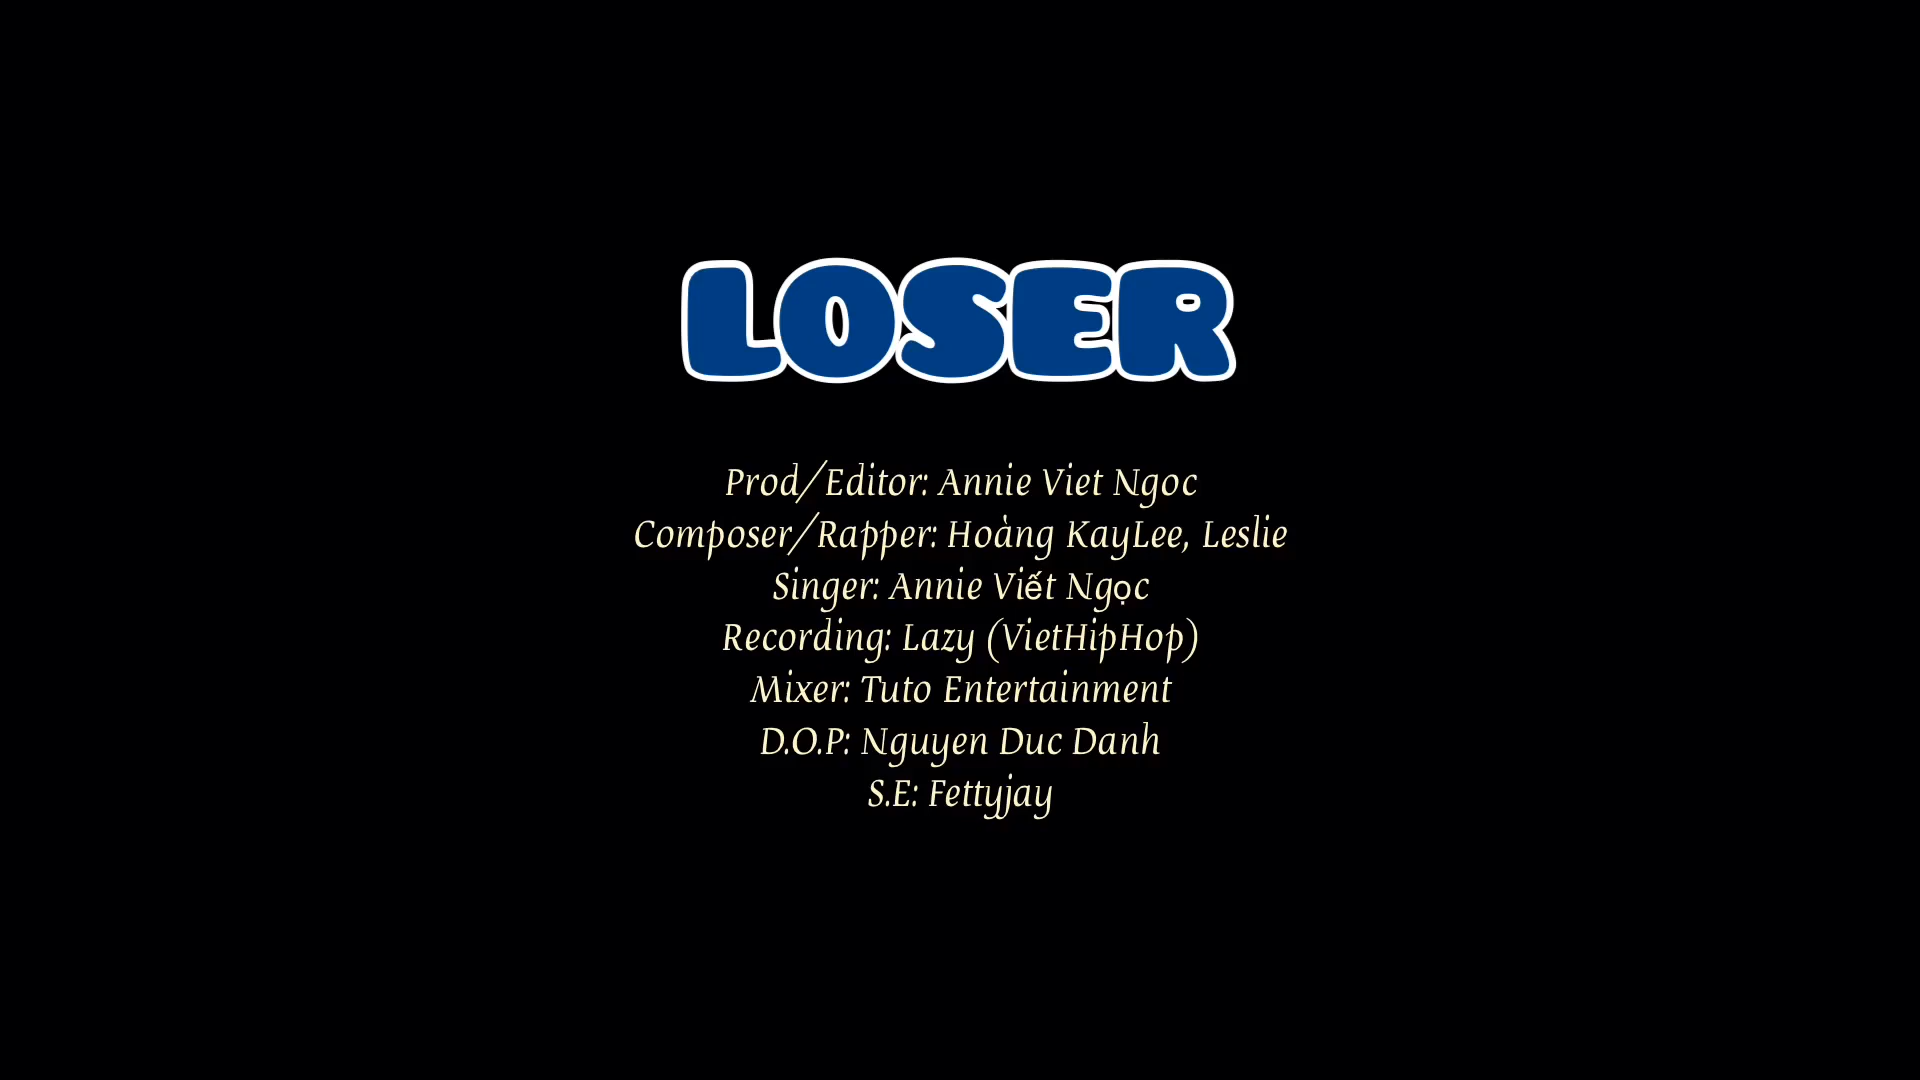 LOSER
Prod/Editor: Annie Viet Ngoc
Composer/Rapper: Hoàng KayLee, Leslie
Singer: Annie Viết Ngọc
Recording: Lazy (VietHipHop)
Mixer: Tuto Entertainment
D.O.P: Nguyen Duc Danh
S.E: Fettyjay